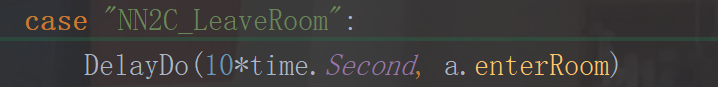 case "NN2C_LeaveRoom":
DelayDo(10*time.Second, a.enterRoom)